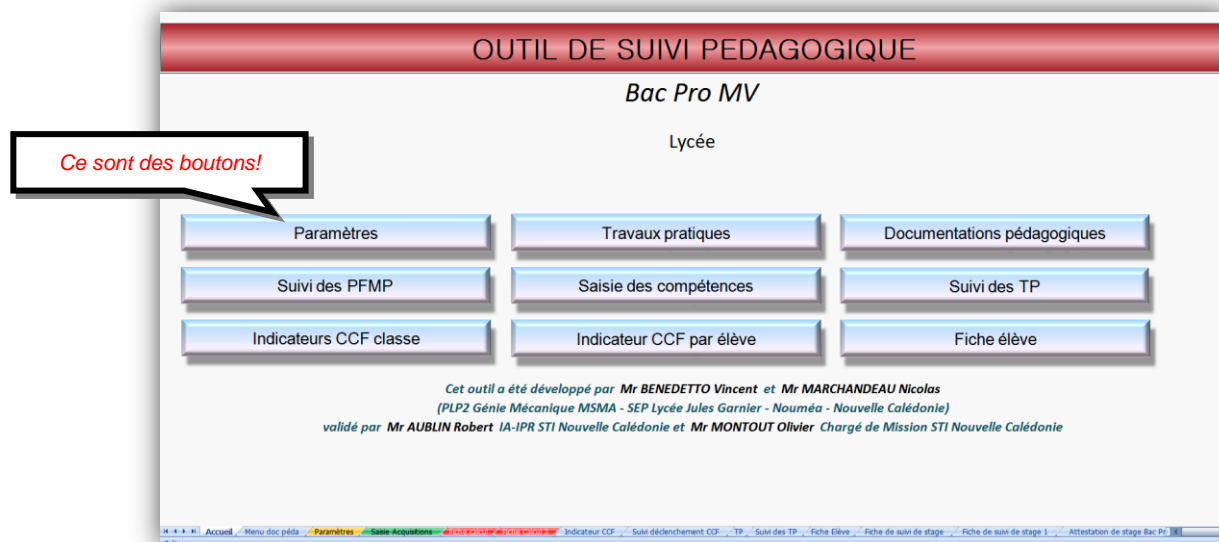 OUTIL DE SUIVI PEDAGOGIQUE
Bac Pro MV
Lycée
Ce sont des boutons!
Paramètres
Travaux pratiques
Documentations pédagogiques
Suivi des PFMP
Saisie des compétences
Suivi des TP
Indicateurs CCF classe
Indicateur CCF par élève
Fiche élève
Cet outil a été développé par Mr BENEDETTO Vincent et Mr MARCHANDEAU Nicolas
(PLP2 Génie Mécanique MSMA - SEP Lycée Jules Garnier - Nouméa - Nouvelle Calédonie)
validé par Mr AUBLIN Robert IA-IPR STI Nouvelle Calédonie et Mr MONTOUT Olivier Chargé de Mission STI Nouvelle Calédonie
Accueil Menu doc péda Paramètres Saisie Acquisitions Fiche calcul Fiche calcul 2 Indicateur CCF Suivi déclenchement CCF TP Suivi des TP Fiche Elève Fiche de suivi de stage Fiche de suivi de stage 1 Attestation de stage Bac Pr